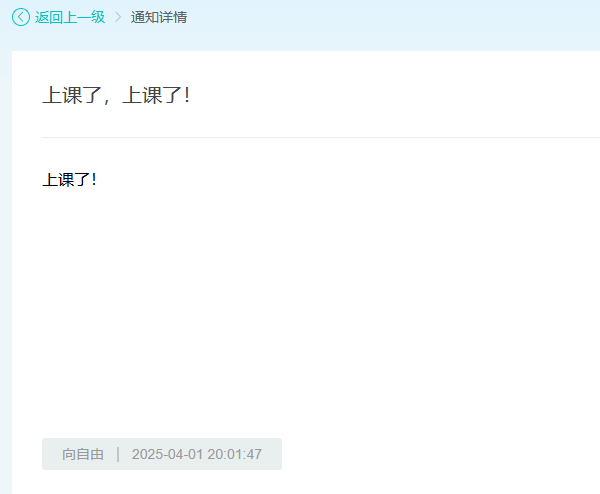 返回上一级 > 通知详情
上课了，上课了！
上课了！
向自由 | 2025-04-01 20:01:47